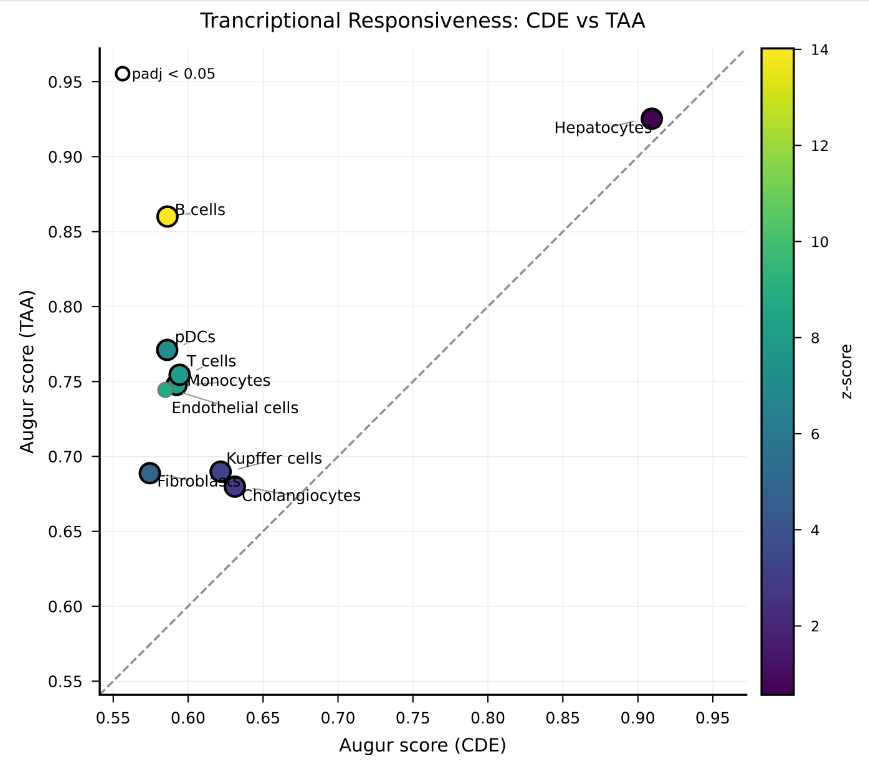 Trancriptional Responsiveness: CDE vs TAA
padj < 0.05
Hepatocytes
B cells
pDCs
T cells
Monocytes
Endothelial cells
Kupffer cells
Fibroblasts
Cholangiocytes
Augur score (TAA)
0.95
0.90
0.85
0.80
0.75
0.70
0.65
0.60
0.55
0.55 0.60 0.65 0.70 0.75 0.80 0.85 0.90 0.95
Augur score (CDE)
14
12
10
8
6
4
2
z-score